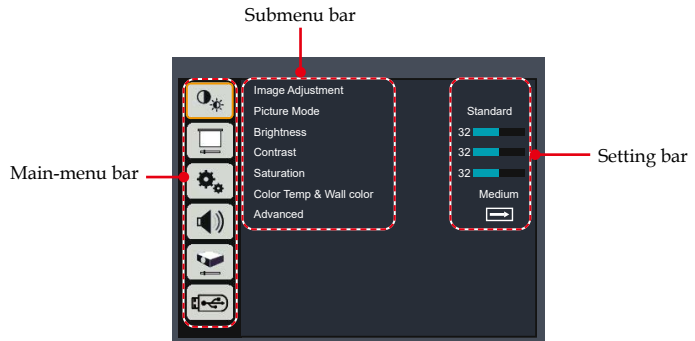 Submenu bar
Image Adjustment
Picture Mode Standard
Brightness 32
Contrast 32
Saturation 32
Color Temp & Wall color Medium
Advanced
Main-menu bar
Setting bar